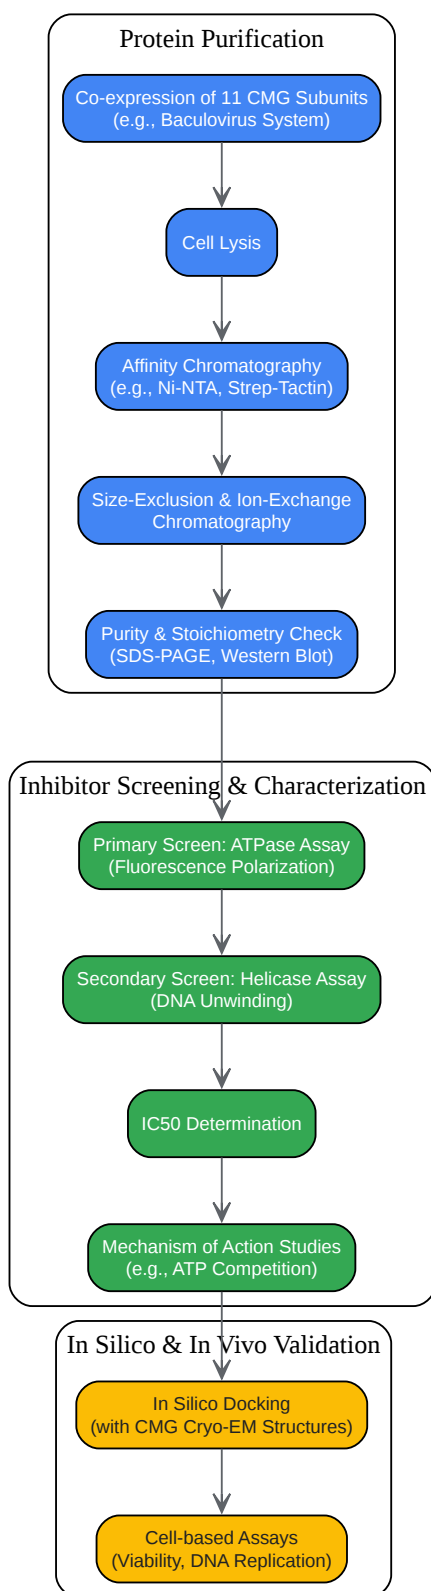 Protein Purification
Co-expression of 11 CMG Subunits
(e.g., Baculovirus System)
Cell Lysis
Affinity Chromatography
(e.g., Ni-NTA, Strep-Tactin)
Size-Exclusion & Ion-Exchange
Chromatography
Purity & Stoichiometry Check
(SDS-PAGE, Western Blot)
Inhibitor Screening & Characterization
Primary Screen: ATPase Assay
(Fluorescence Polarization)
Secondary Screen: Helicase Assay
(DNA Unwinding)
IC50 Determination
Mechanism of Action Studies
(e.g., ATP Competition)
In Silico & In Vivo Validation
In Silico Docking
(with CMG Cryo-EM Structures)
Cell-based Assays
(Viability, DNA Replication)